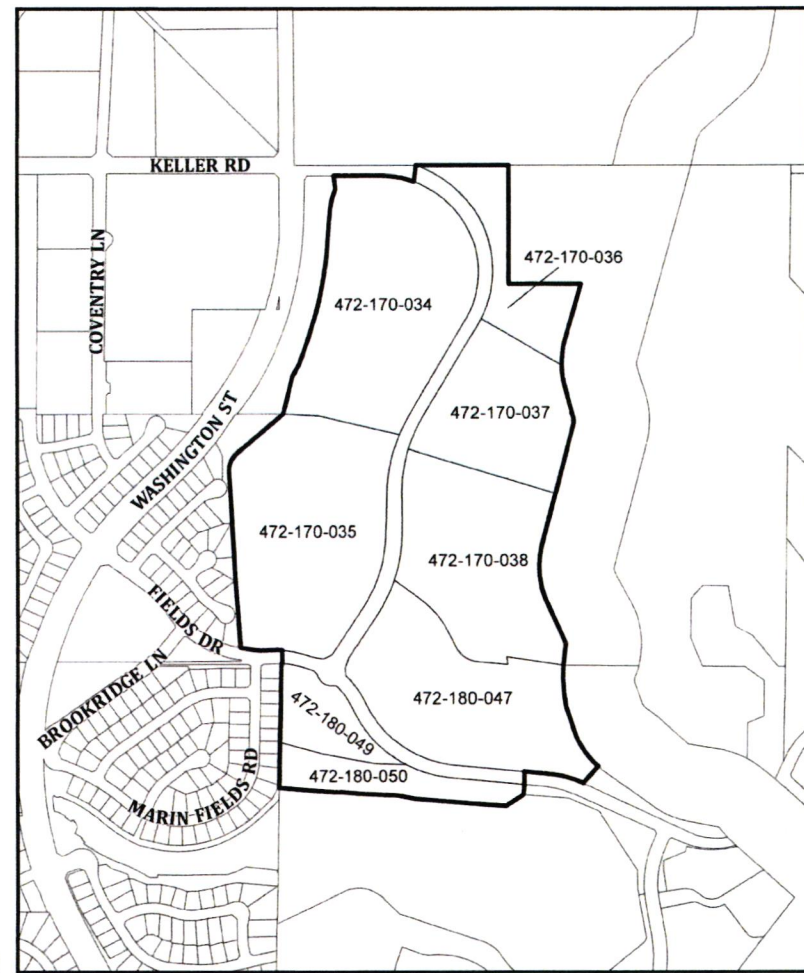 KELLER RD
COVENTRY LN
472-170-036
472-170-034
472-170-037
WASHINGTON ST
472-170-035
472-170-038
FIELDS DR
BROOKRIDGE LN
472-180-049
472-180-047
472-180-050
MARIN-FIELDS RD